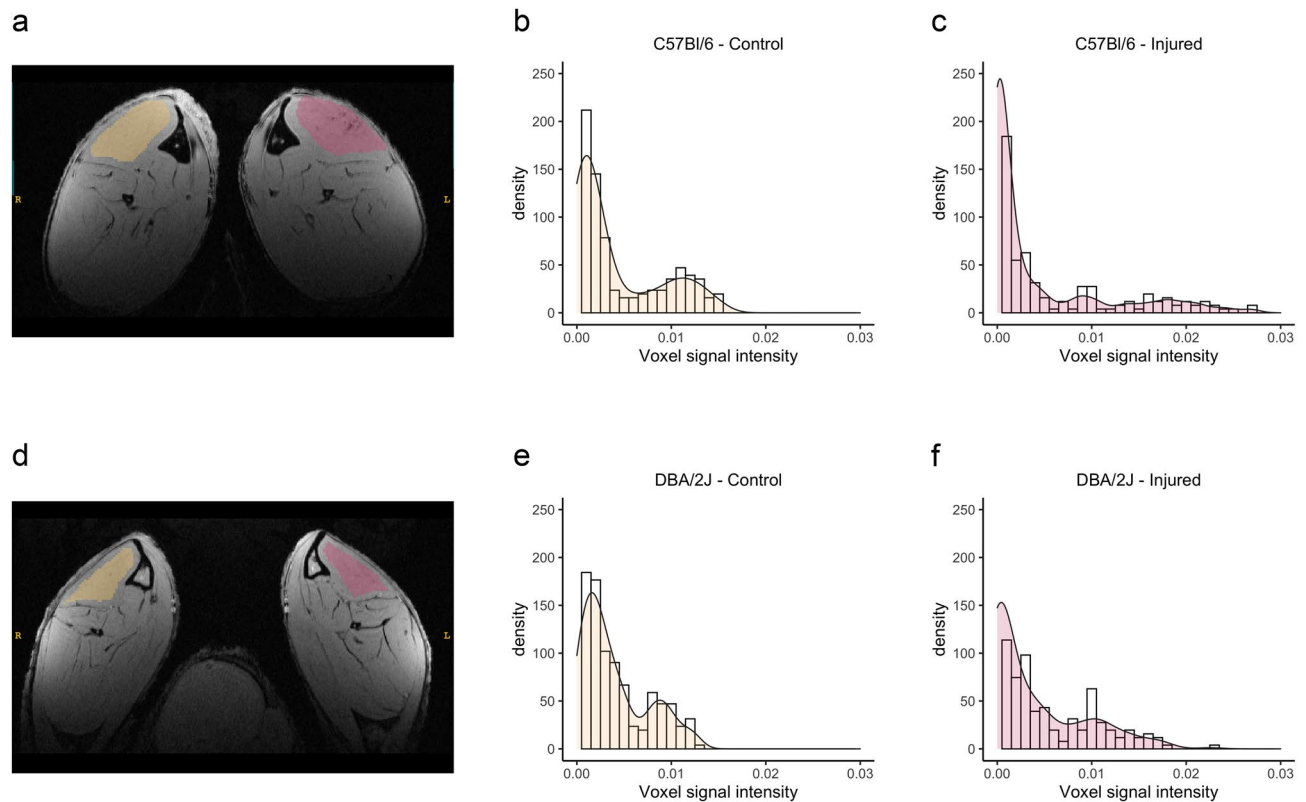 a
R
L
b
C57Bl/6 - Control
density
250
200
150
100
50
0
0.00 0.01 0.02 0.03
Voxel signal intensity
c
C57Bl/6 - Injured
density
250
200
150
100
50
0
0.00 0.01 0.02 0.03
Voxel signal intensity
d
R
L
e
DBA/2J - Control
density
250
200
150
100
50
0
0.00 0.01 0.02 0.03
Voxel signal intensity
f
DBA/2J - Injured
density
250
200
150
100
50
0
0.00 0.01 0.02 0.03
Voxel signal intensity